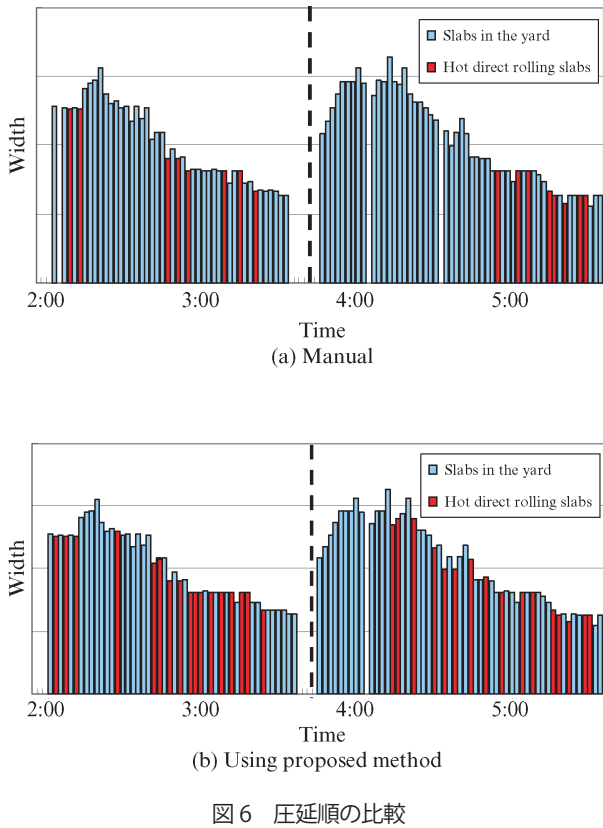 Slabs in the yard
Hot direct rolling slabs
Width
2:00 3:00 4:00 5:00
Time
(a) Manual
Slabs in the yard
Hot direct rolling slabs
Width
2:00 3:00 4:00 5:00
Time
(b) Using proposed method
図6 圧延順の比較